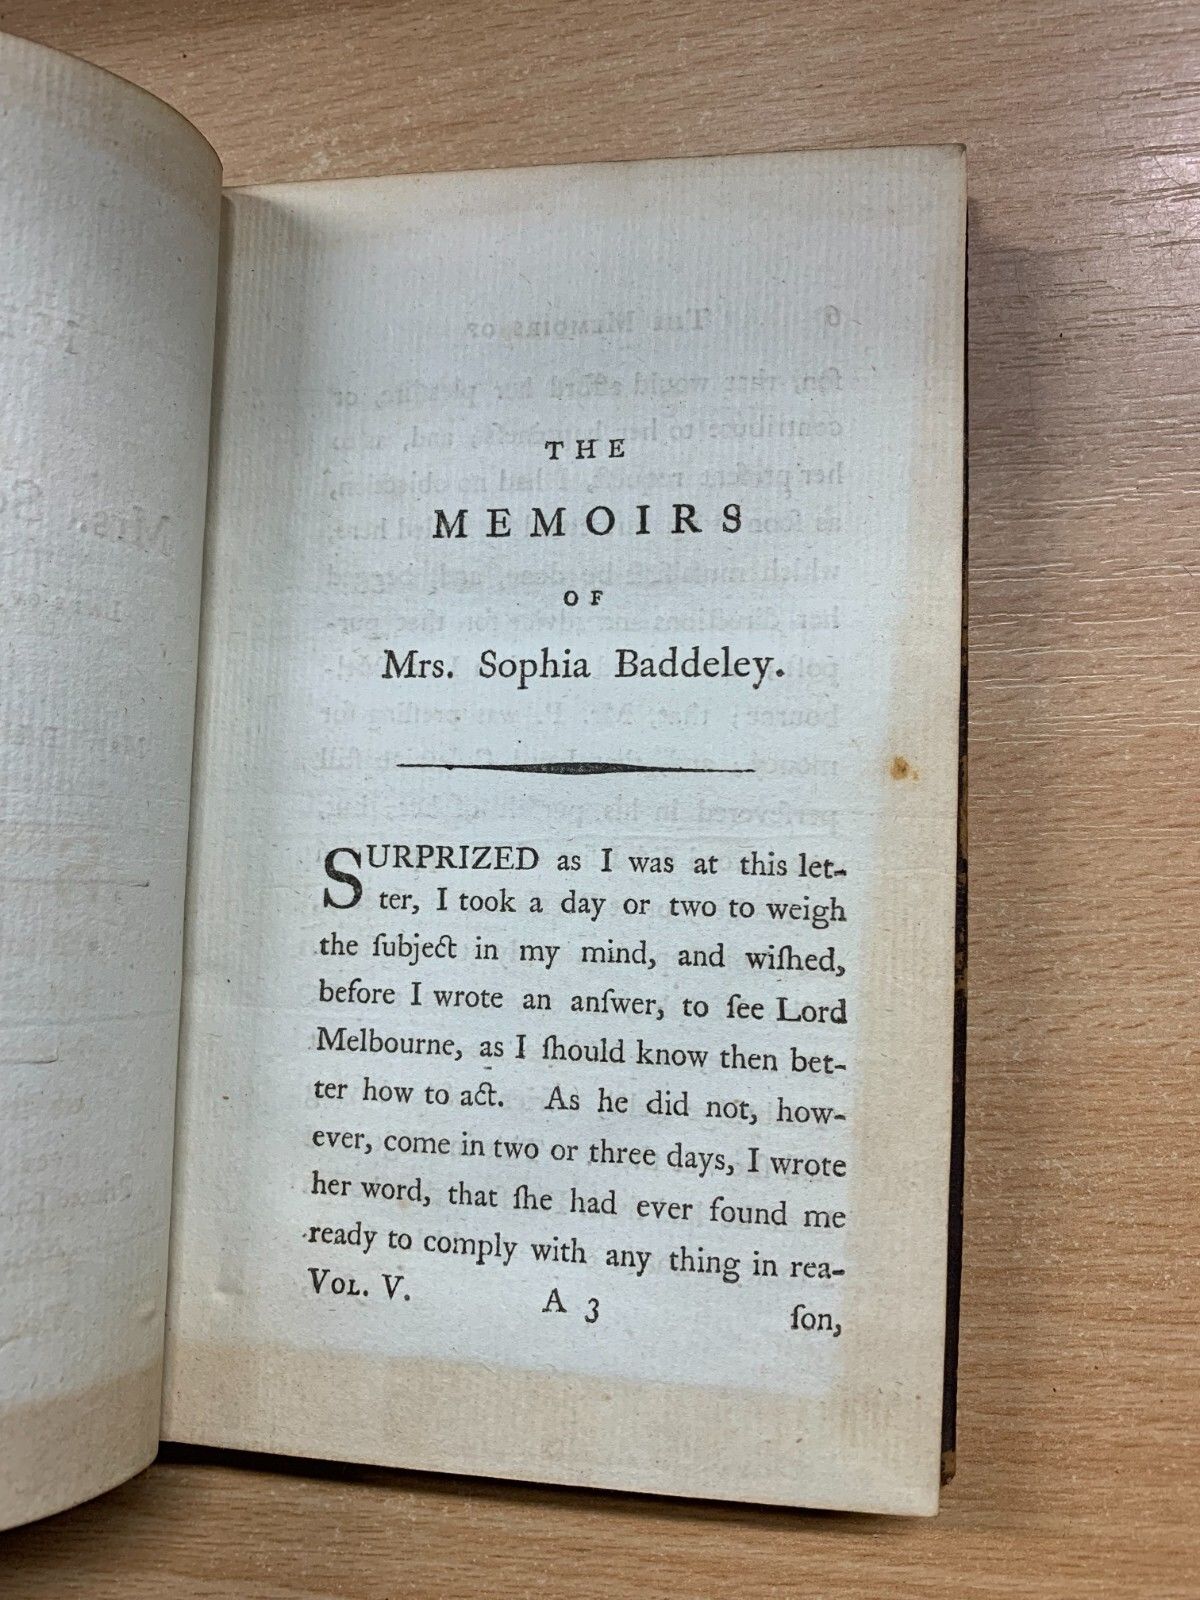 THE
MEMOIRS
OF
Mrs. Sophia Baddeley.
SURPRIZED as I was at this let-
ter, I took a day or two to weigh
the ſubject in my mind, and wiſhed,
before I wrote an anſwer, to ſee Lord
Melbourne, as I ſhould know then bet-
ter how to act. As he did not, how-
ever, come in two or three days, I wrote
her word, that ſhe had ever found me
ready to comply with any thing in rea-
VOL. V. A 3 ſon,